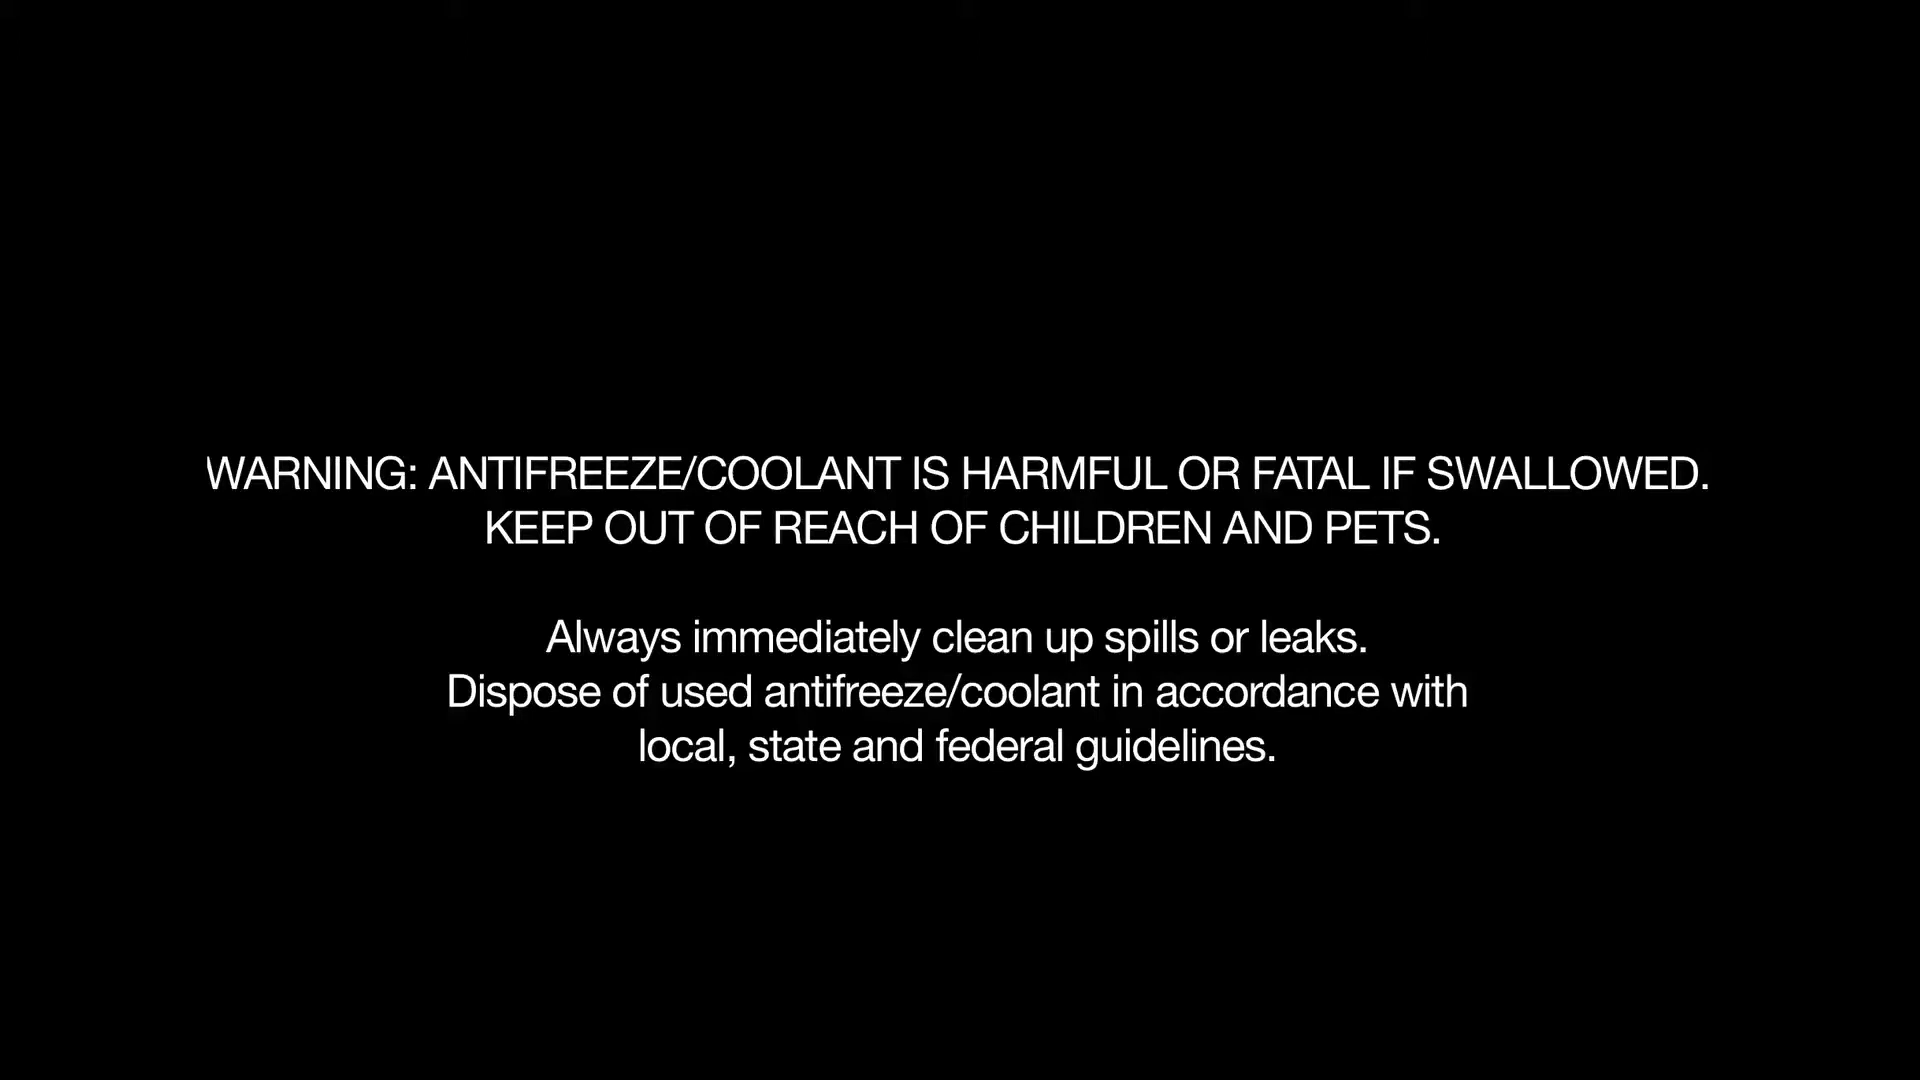 WARNING: ANTIFREEZE/COOLANT IS HARMFUL OR FATAL IF SWALLOWED.
KEEP OUT OF REACH OF CHILDREN AND PETS.
Always immediately clean up spills or leaks.
Dispose of used antifreeze/coolant in accordance with
local, state and federal guidelines.